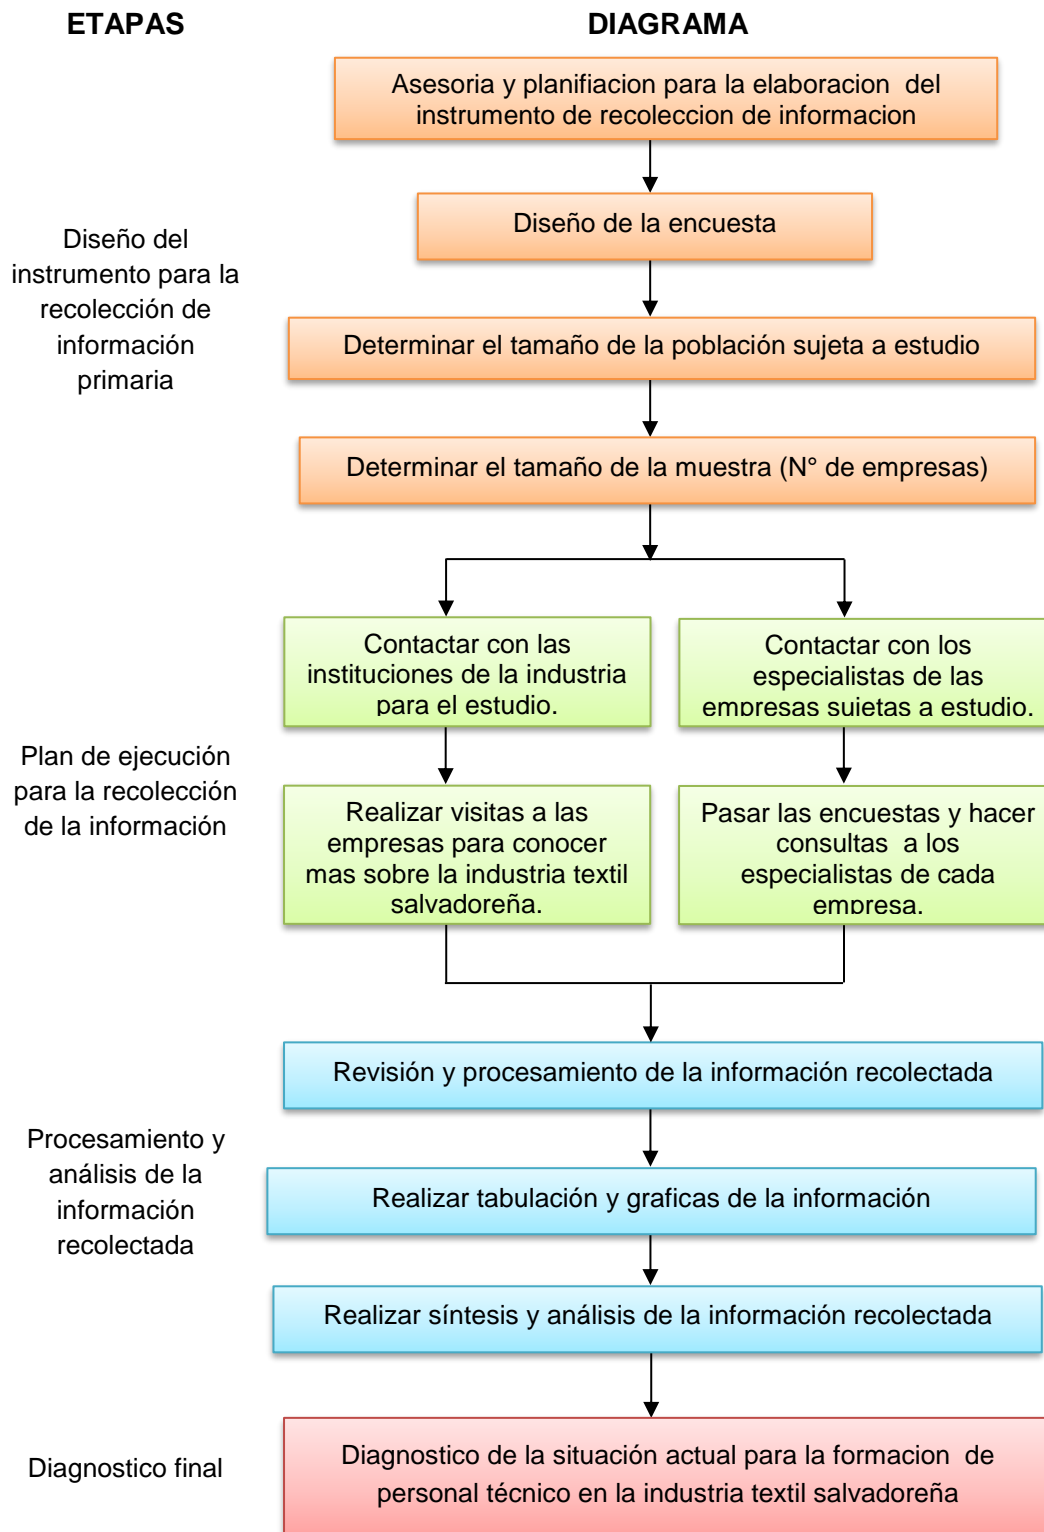 ETAPAS
DIAGRAMA
Asesoria y planifiacion para la elaboracion  del
instrumento de recoleccion de informacion
Diseño de la encuesta
Diseño del
instrumento para la
recolección de
información
primaria
Determinar el tamaño de la población sujeta a estudio
Determinar el tamaño de la muestra (N° de empresas)
Contactar con las
instituciones de la industria
para el estudio.
Contactar con los
especialistas de las
empresas sujetas a estudio.
Plan de ejecución
para la recolección
de la información
Realizar visitas a las
empresas para conocer
mas sobre la industria textil
salvadoreña.
Pasar las encuestas y hacer
consultas  a los
especialistas de cada
empresa.
Revisión y procesamiento de la información recolectada
Procesamiento y
análisis de la
información
recolectada
Realizar tabulación y graficas de la información
Realizar síntesis y análisis de la información recolectada
Diagnostico final
Diagnostico de la situación actual para la formacion  de
personal técnico en la industria textil salvadoreña